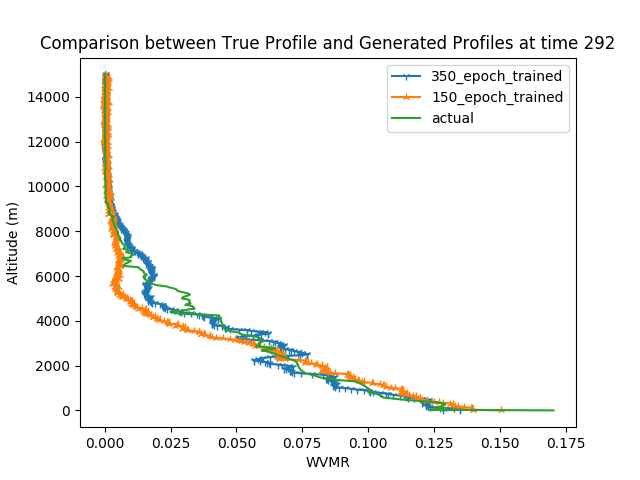 Comparison between True Profile and Generated Profiles at time 292
350_epoch_trained
150_epoch_trained
actual
Altitude (m)
14000
12000
10000
8000
6000
4000
2000
0
0.000 0.025 0.050 0.075 0.100 0.125 0.150 0.175
WVMR